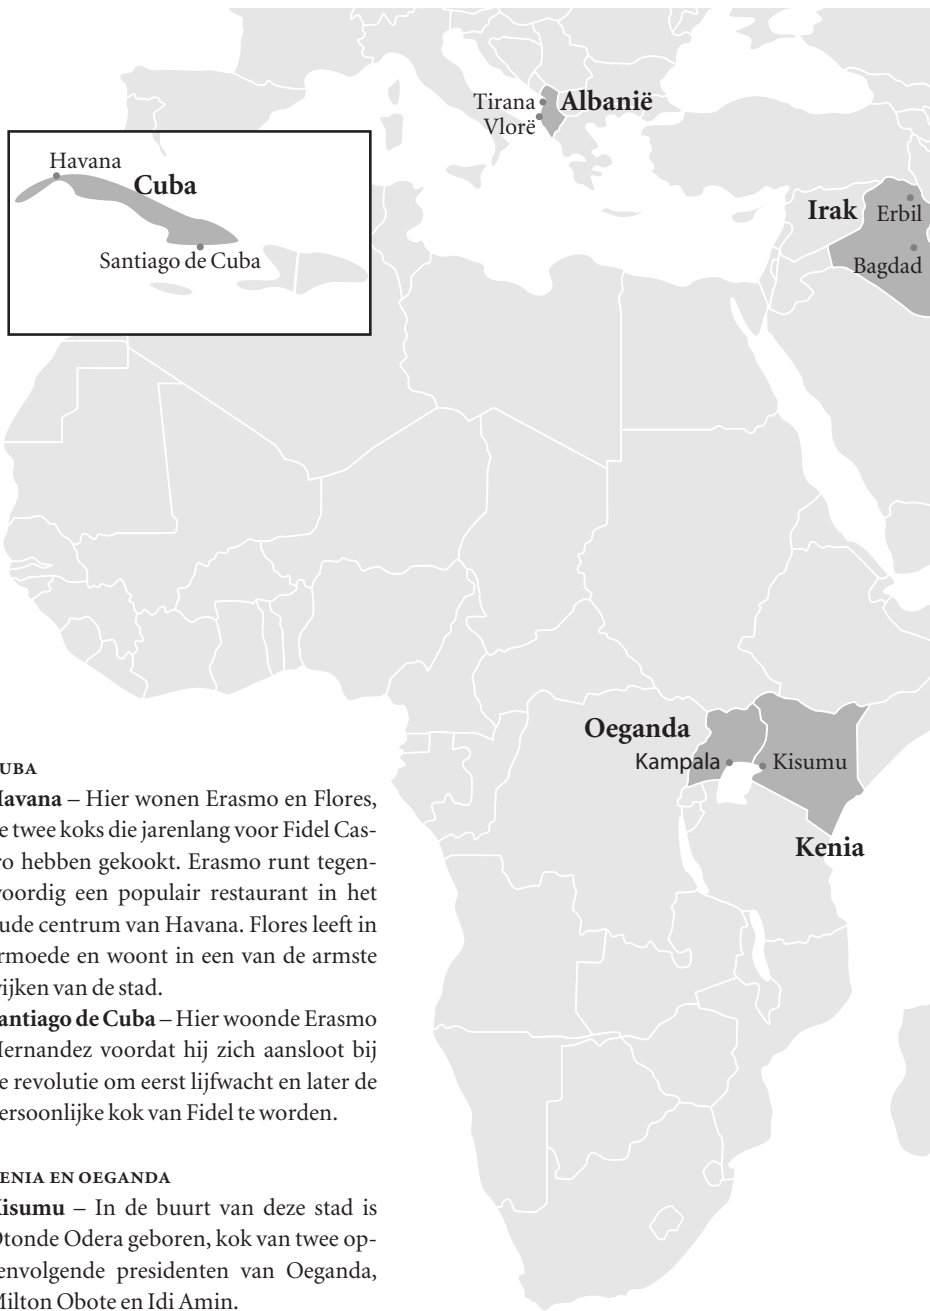 Tirana
Albanië
Vlorë
Havana
Cuba
Santiago de Cuba
Irak
Erbil
Bagdad
Oeganda
Kampala
Kisumu
Kenia
UBA
Havana – Hier wonen Erasmo en Flores,
e twee koks die jarenlang voor Fidel Cas-
ro hebben gekookt. Erasmo runt tegen-
woordig een populair restaurant in het
ude centrum van Havana. Flores leeft in
rmoede en woont in een van de armste
wijken van de stad.
antiago de Cuba – Hier woonde Erasmo
Hernandez voordat hij zich aansloot bij
e revolutie om eerst lijfwacht en later de
ersoonlijke kok van Fidel te worden.
ENIA EN OEGANDA
Kisumu – In de buurt van deze stad is
Otonde Odera geboren, kok van twee op-
envolgende presidenten van Oeganda,
Milton Obote en Idi Amin.